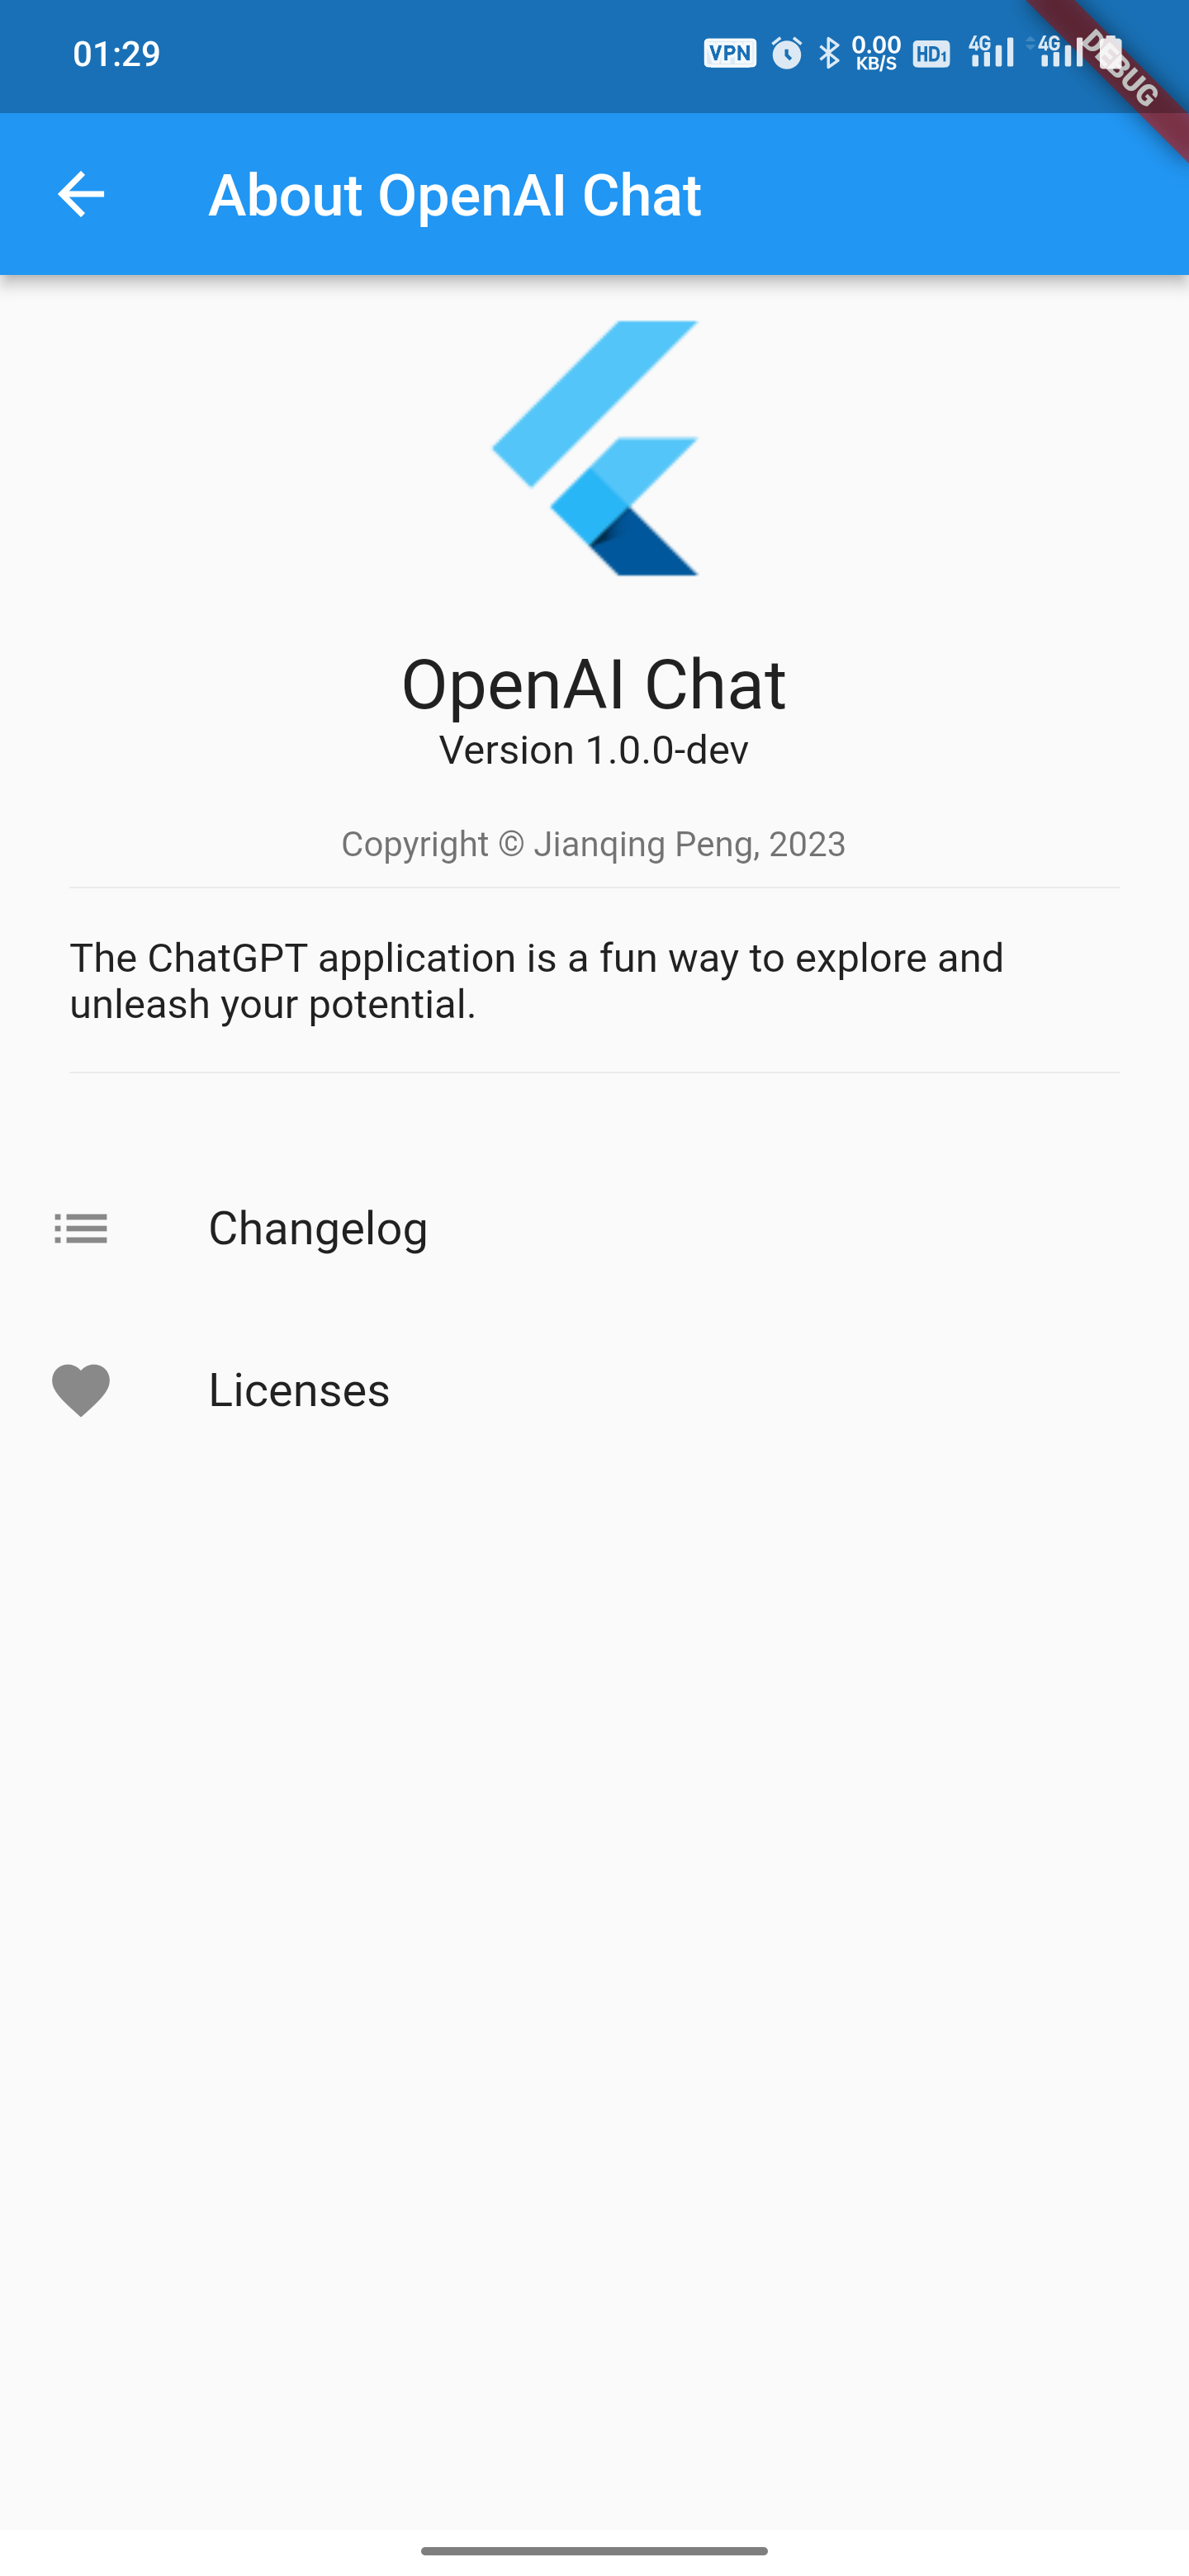 01:29
VPN
0.00
KB/S
HD1
4G
4G
DEBUG
About OpenAI Chat
OpenAI Chat
Version 1.0.0-dev
Copyright © Jianqing Peng, 2023
The ChatGPT application is a fun way to explore and
unleash your potential.
Changelog
Licenses